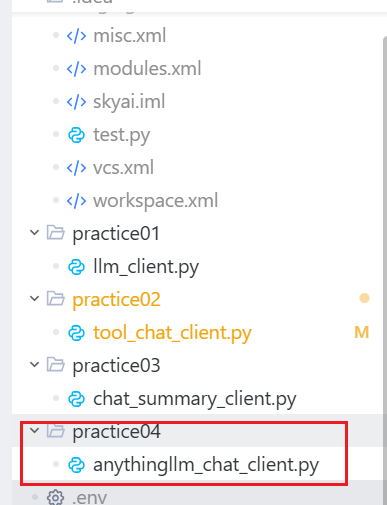 .idea
misc.xml
modules.xml
skyai.iml
test.py
vcs.xml
workspace.xml
practice01
llm_client.py
practice02
tool_chat_client.py M
practice03
chat_summary_client.py
practice04
anythingllm_chat_client.py
.env